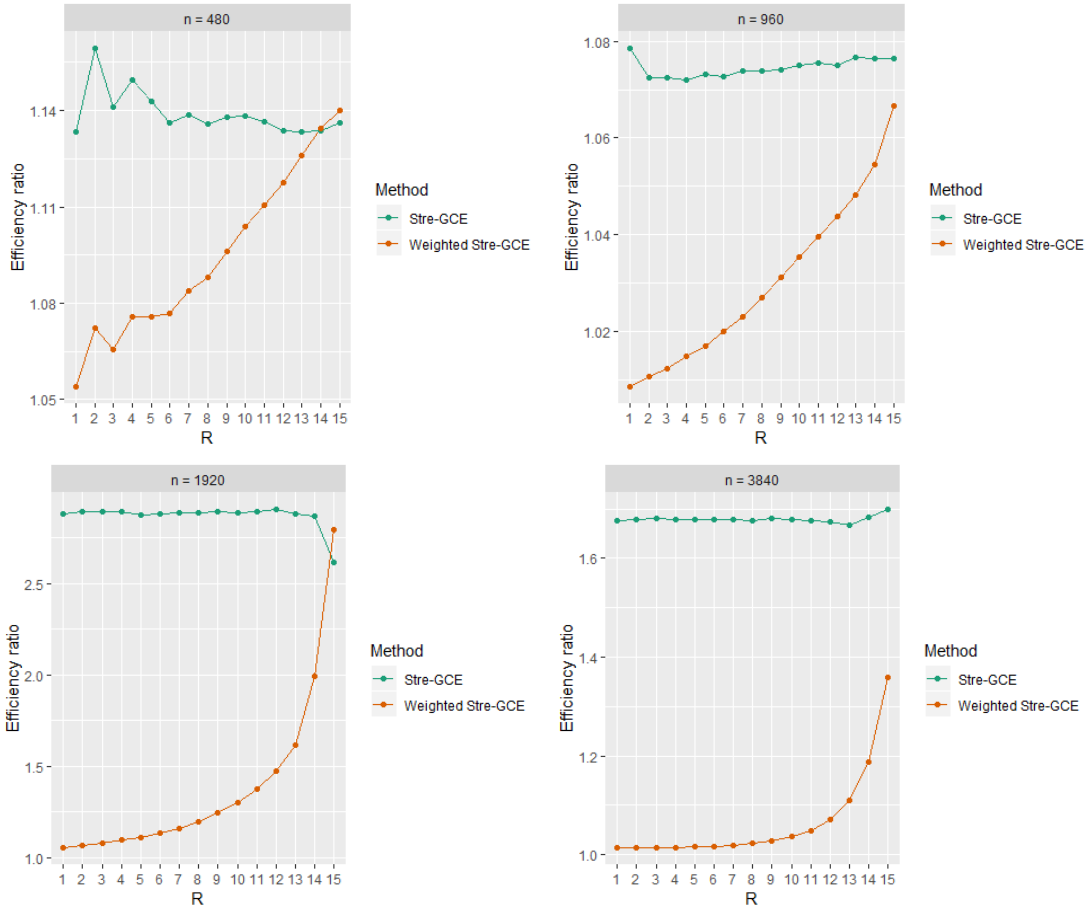 n = 480
Efficiency ratio
1.14
1.11
1.08
1.05
1 2 3 4 5 6 7 8 9 10 11 12 13 14 15
R
Method
Stre-GCE
Weighted Stre-GCE
n = 960
Efficiency ratio
1.08
1.06
1.04
1.02
1 2 3 4 5 6 7 8 9 10 11 12 13 14 15
R
Method
Stre-GCE
Weighted Stre-GCE
n = 1920
Efficiency ratio
2.5
2.0
1.5
1.0
1 2 3 4 5 6 7 8 9 10 11 12 13 14 15
R
Method
Stre-GCE
Weighted Stre-GCE
n = 3840
Efficiency ratio
1.6
1.4
1.2
1.0
1 2 3 4 5 6 7 8 9 10 11 12 13 14 15
R
Method
Stre-GCE
Weighted Stre-GCE